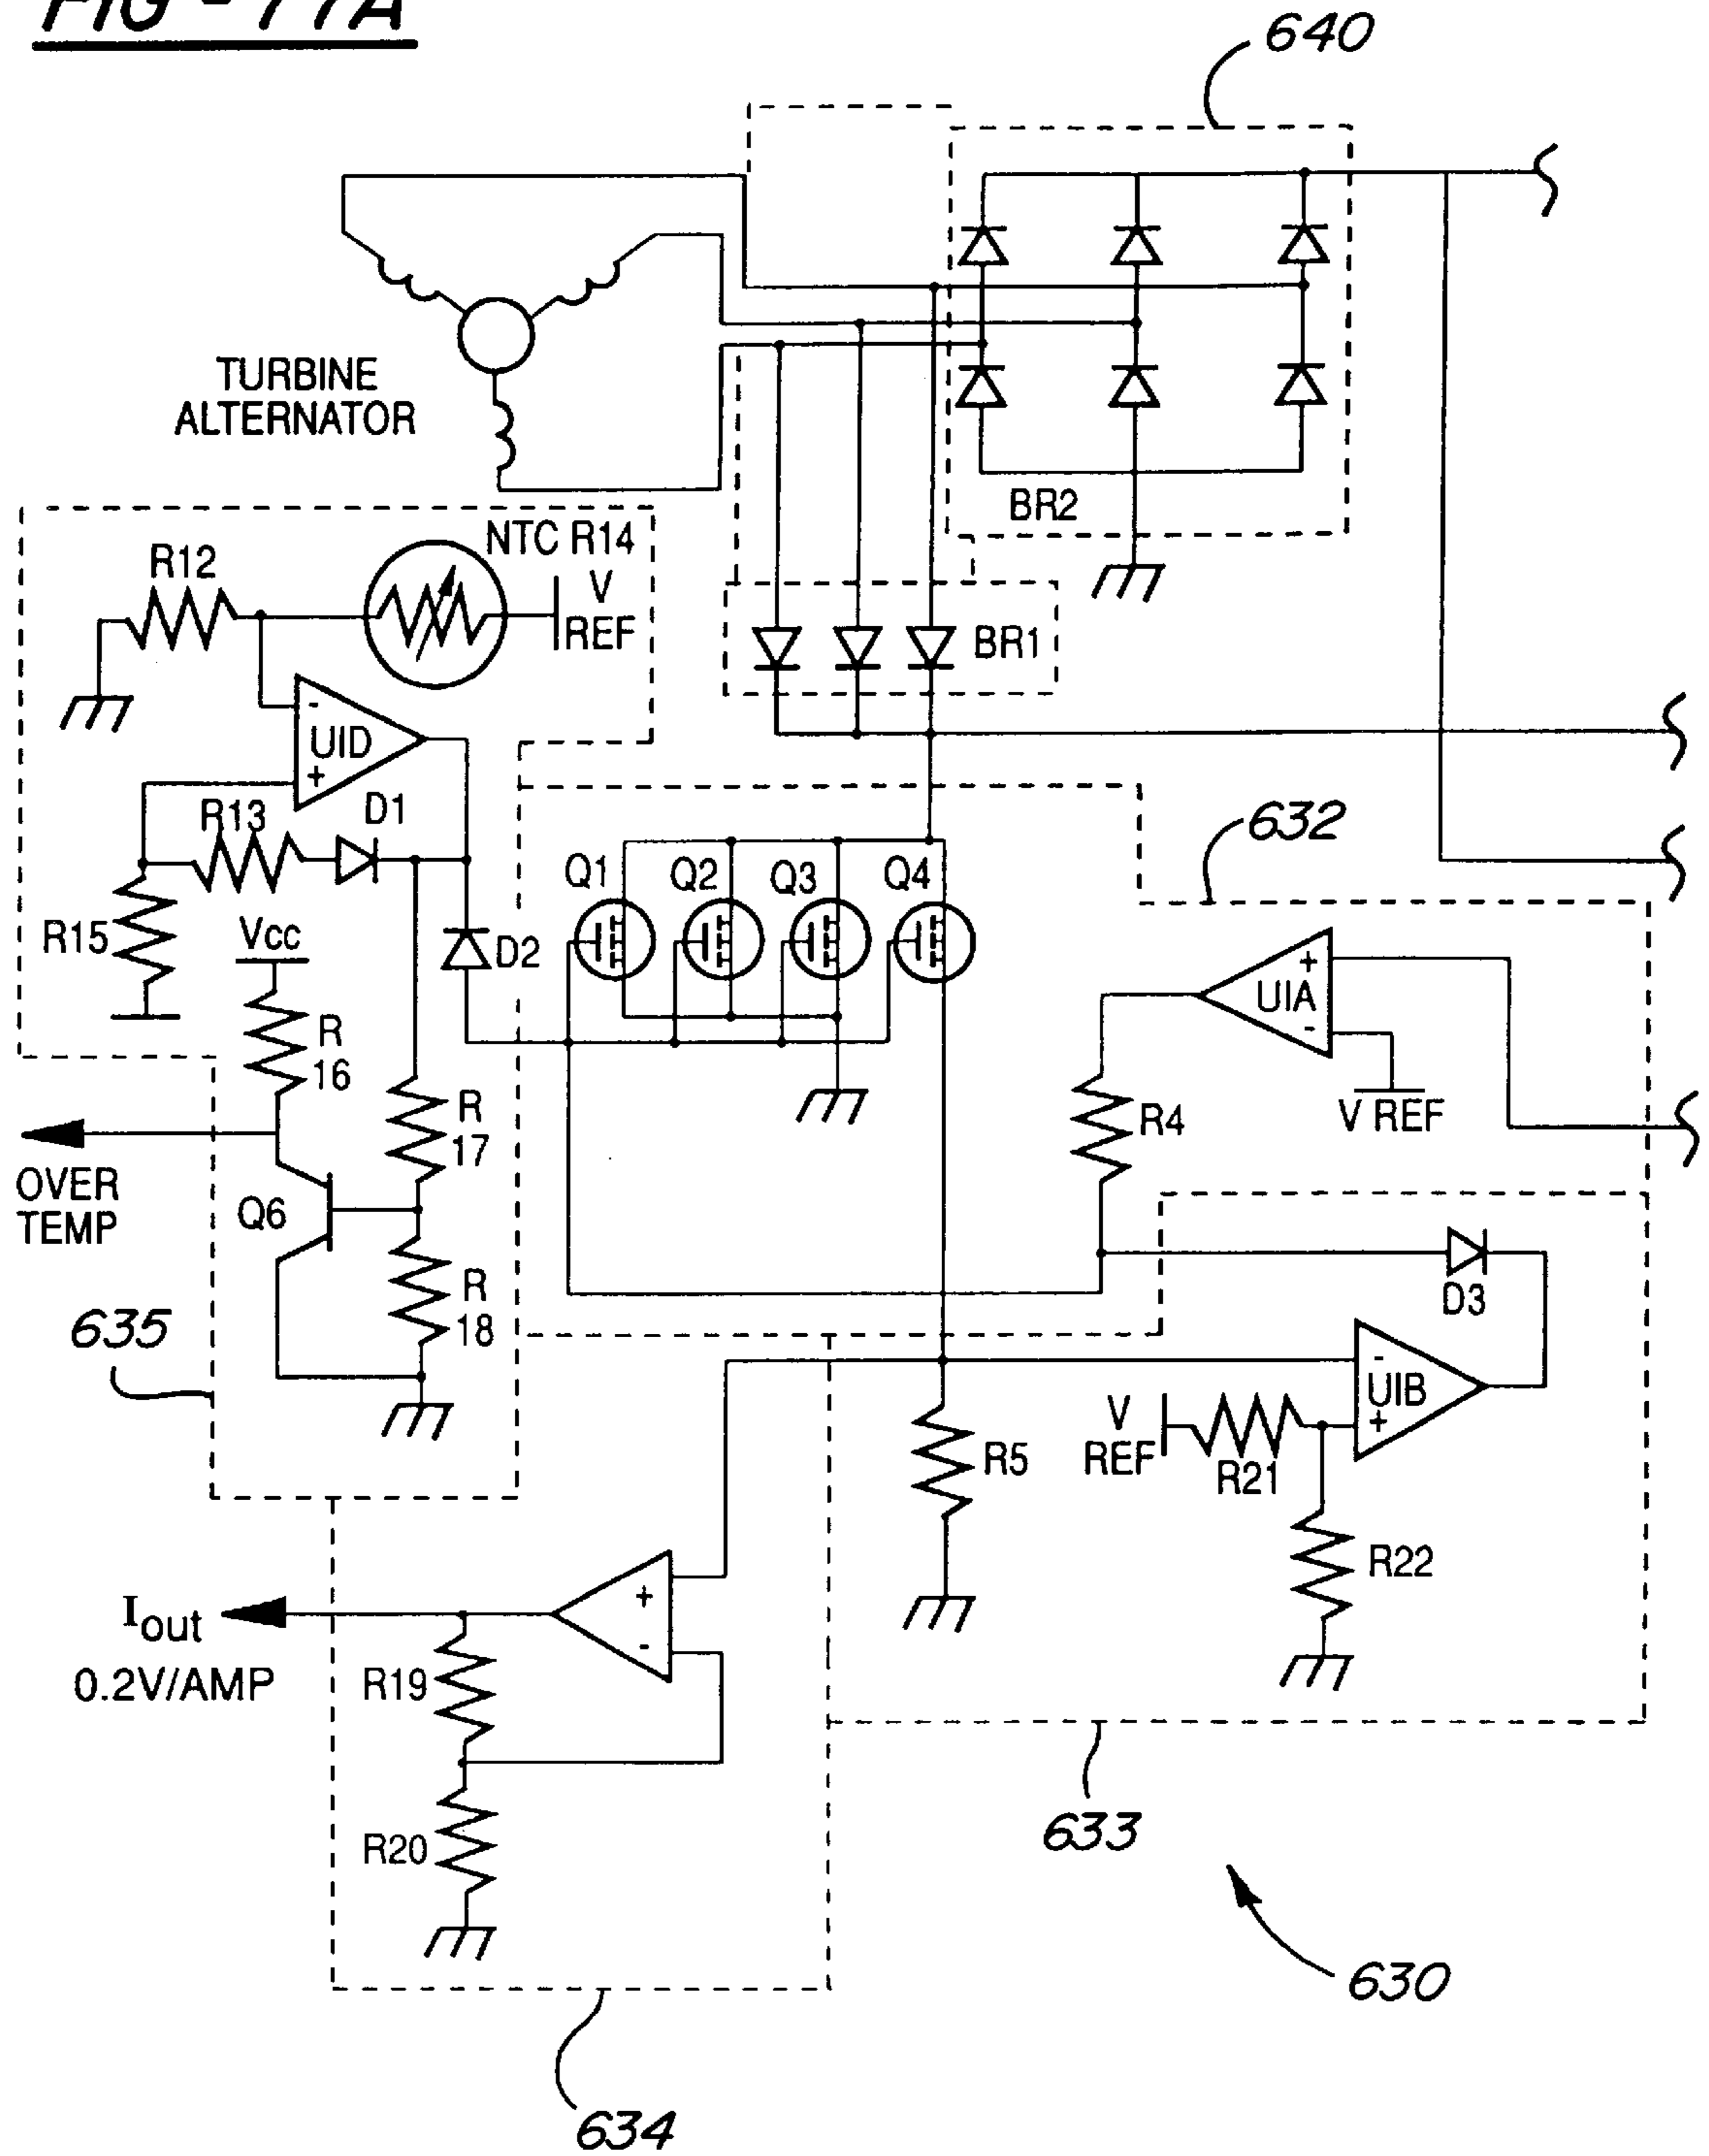 FIG - 77A
640
TURBINE
ALTERNATOR
BR2
NTC R14
R12
V
REF
BR1
-
UID
+
R13
D1
632
Q1
Q2
Q3
Q4
R15
Vcc
D2
+
UIA
-
R
16
V REF
R4
R
17
OVER
TEMP
Q6
R
18
D3
635
-
UIB
+
V
REF
R21
R5
R22
+
-
Iout
0.2V/AMP
R19
R20
633
630
634